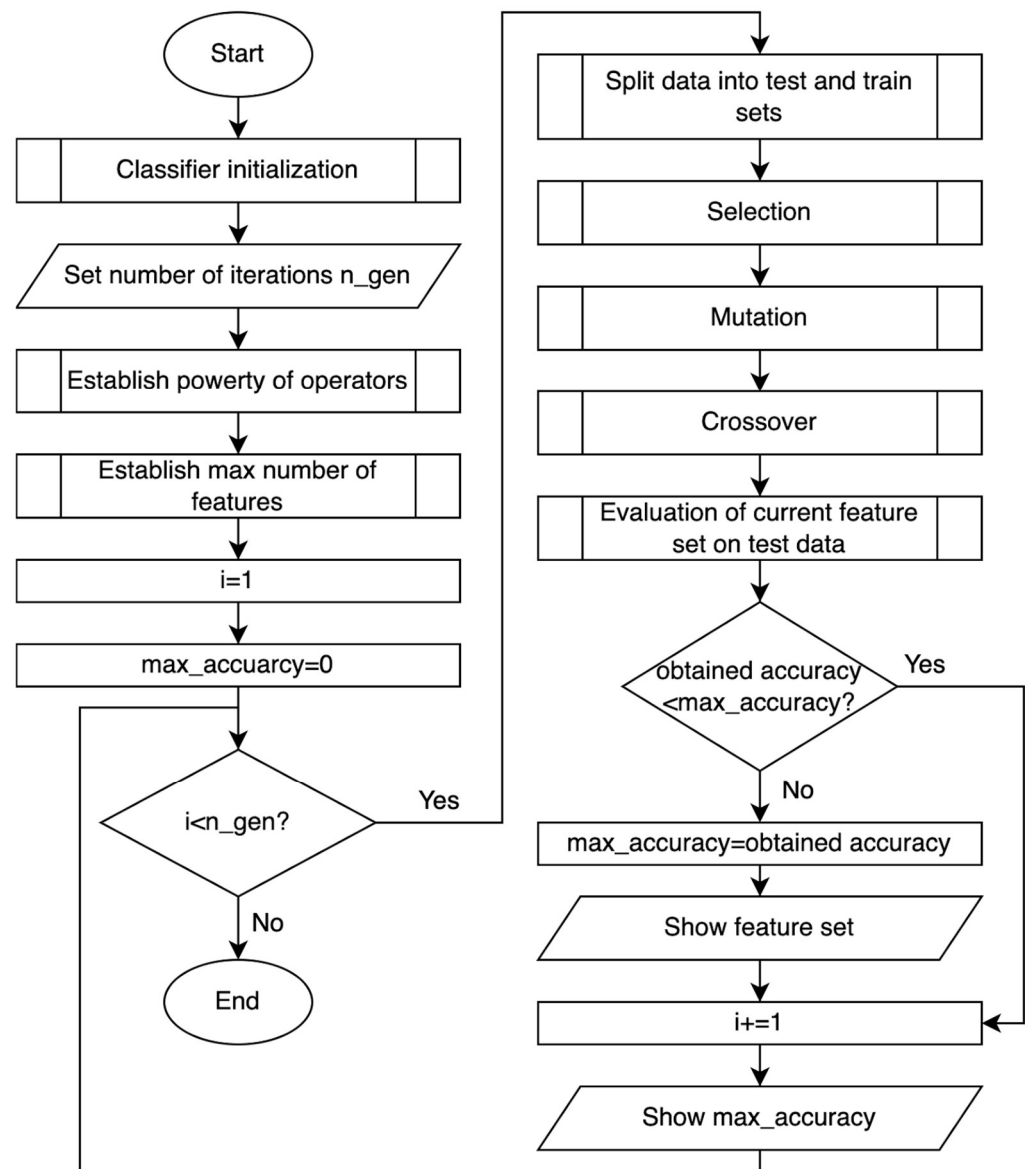 Start
Classifier initialization
Set number of iterations n_gen
Establish powerty of operators
Establish max number of
features
i=1
max_accuarcy=0
i<n_gen?
Yes
No
End
Split data into test and train
sets
Selection
Mutation
Crossover
Evaluation of current feature
set on test data
obtained accuracy
<max_accuracy?
Yes
No
max_accuracy=obtained accuracy
Show feature set
i+=1
Show max_accuracy